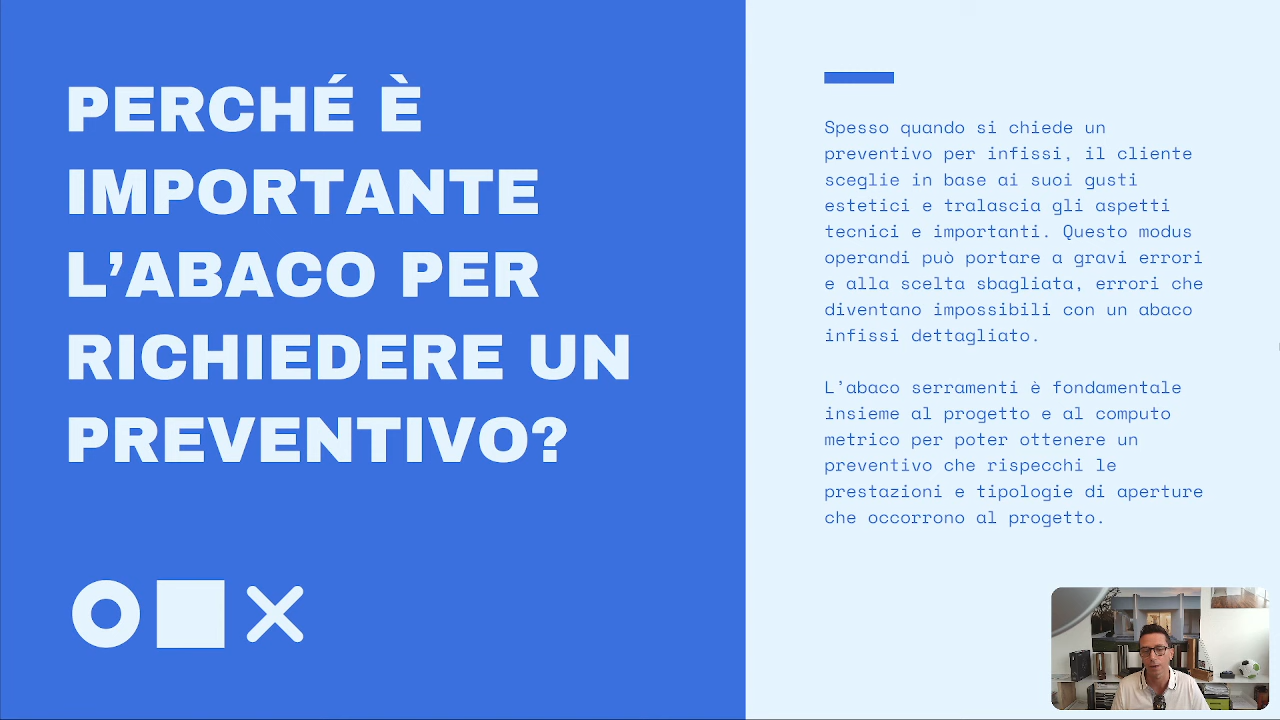 PERCHÉ È
IMPORTANTE
L’ABACO PER
RICHIEDERE UN
PREVENTIVO?
Spesso quando si chiede un
preventivo per infissi, il cliente
sceglie in base ai suoi gusti
estetici e tralascia gli aspetti
tecnici e importanti. Questo modus
operandi può portare a gravi errori
e alla scelta sbagliata, errori che
diventano impossibili con un abaco
infissi dettagliato.
L’abaco serramenti è fondamentale
insieme al progetto e al computo
metrico per poter ottenere un
preventivo che rispecchi le
prestazioni e tipologie di aperture
che occorrono al progetto.